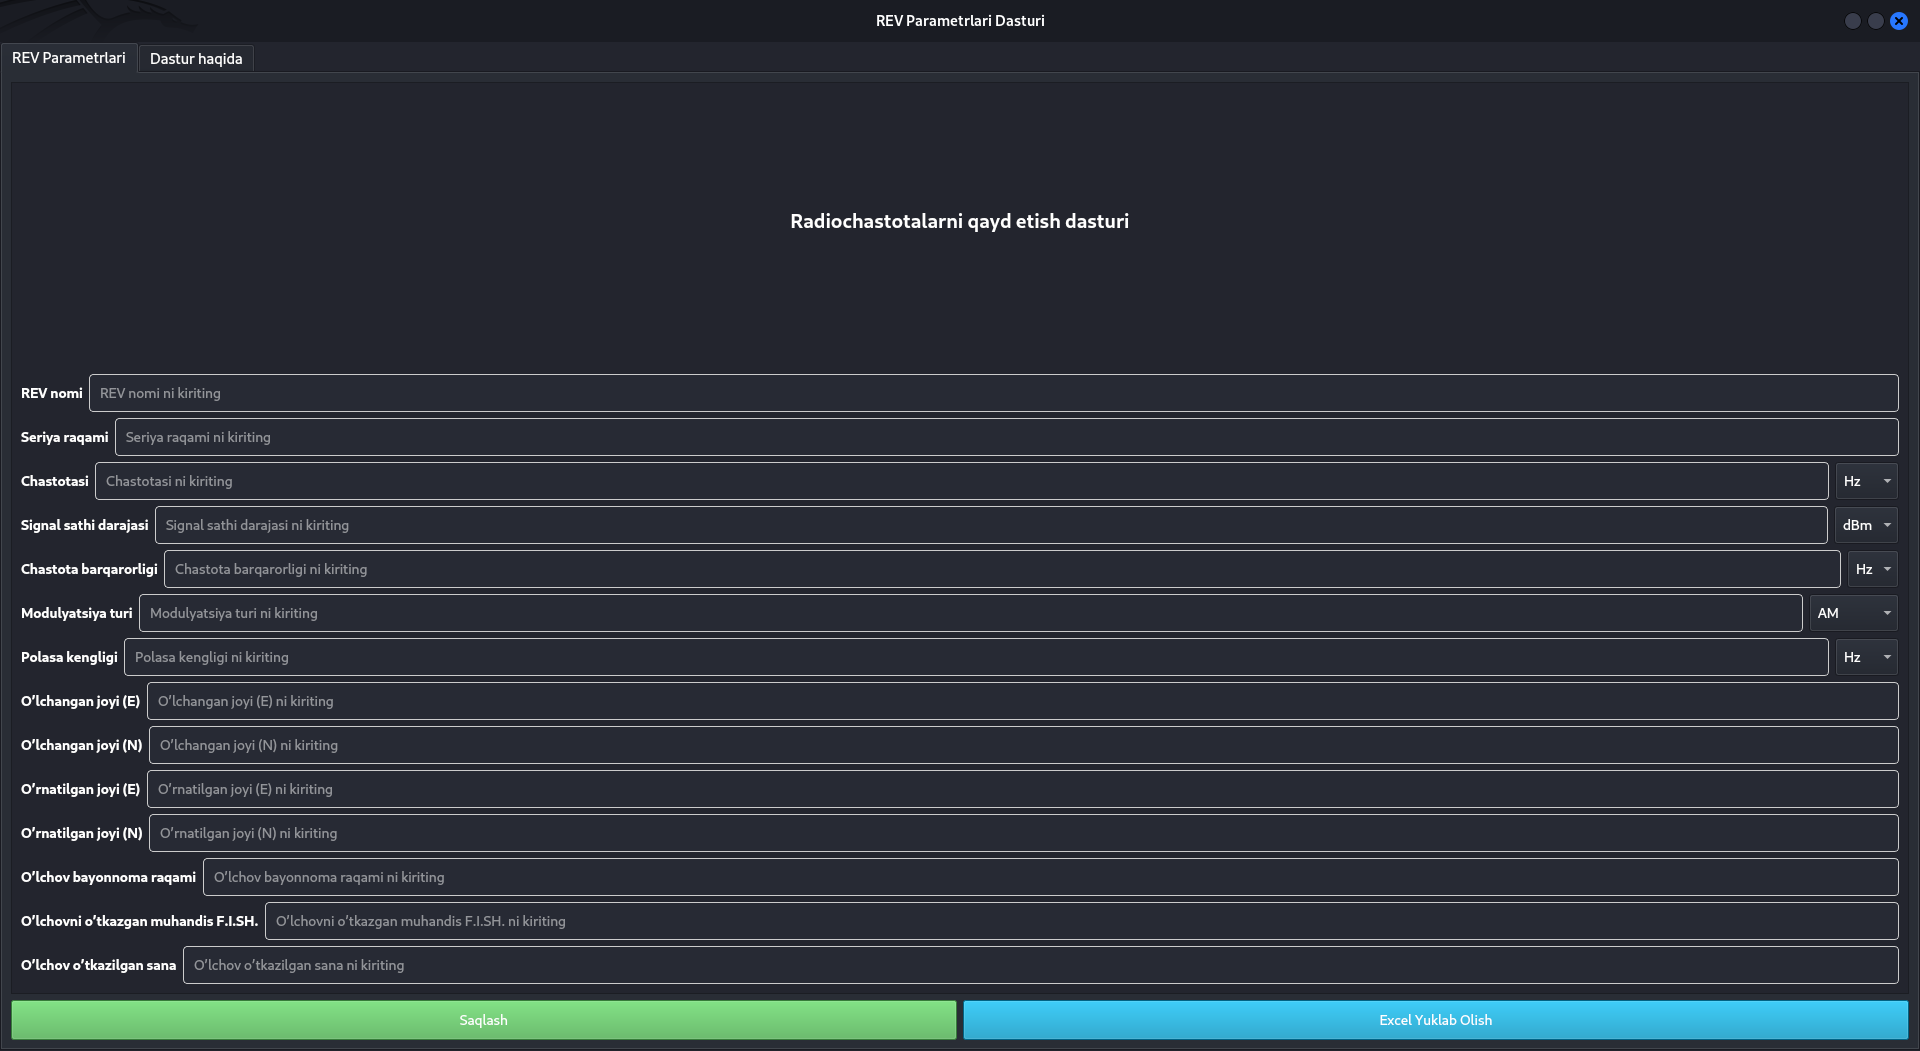 REV Parametrlari Dasturi
REV Parametrlari
Dastur haqida
Radiochastotalarni qayd etish dasturi
REV nomi REV nomi ni kiriting
Seriya raqami Seriya raqami ni kiriting
Chastotasi Chastotasi ni kiriting Hz
Signal sathi darajasi Signal sathi darajasi ni kiriting dBm
Chastota barqarorligi Chastota barqarorligi ni kiriting Hz
Modulyatsiya turi Modulyatsiya turi ni kiriting AM
Polasa kengligi Polasa kengligi ni kiriting Hz
O‘lchangan joyi (E) O‘lchangan joyi (E) ni kiriting
O‘lchangan joyi (N) O‘lchangan joyi (N) ni kiriting
O‘rnatilgan joyi (E) O‘rnatilgan joyi (E) ni kiriting
O‘rnatilgan joyi (N) O‘rnatilgan joyi (N) ni kiriting
O‘lchov bayonnoma raqami O‘lchov bayonnoma raqami ni kiriting
O‘lchovni o‘tkazgan muhandis F.I.SH. O‘lchovni o‘tkazgan muhandis F.I.SH. ni kiriting
O‘lchov o‘tkazilgan sana O‘lchov o‘tkazilgan sana ni kiriting
Saqlash
Excel Yuklab Olish